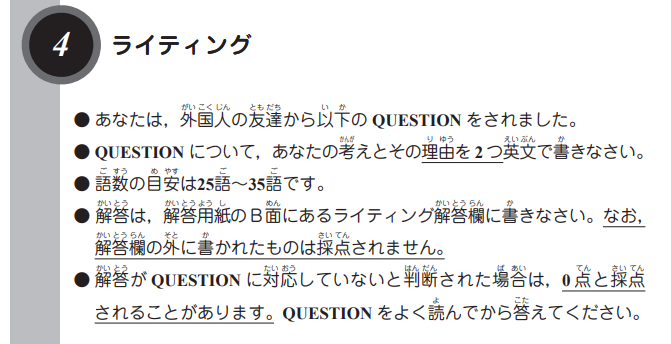 4 ライティング
● あなたは，外国人の友達から以下の QUESTION をされました。
● QUESTION について，あなたの考えとその理由を 2 つ英文で書きなさい。
● 語数の目安は25語～35語です。
● 解答は，解答用紙のＢ面にあるライティング解答欄に書きなさい。なお，
解答欄の外に書かれたものは採点されません。
● 解答が QUESTION に対応していないと判断された場合は，0 点と採点
されることがあります。QUESTION をよく読んでから答えてください。